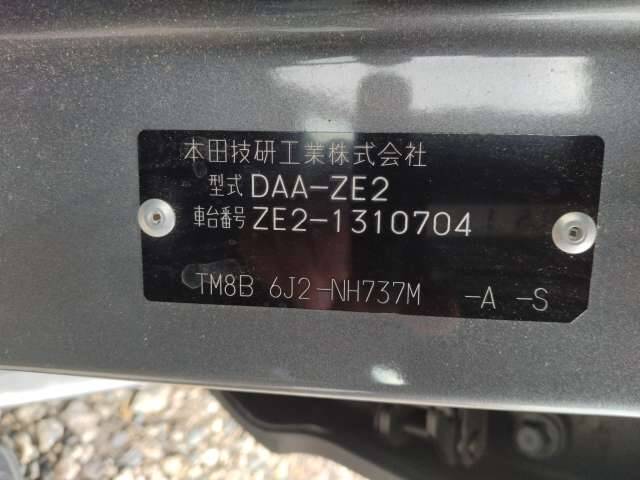 本田技研工業株式会社
型式 DAA-ZE2
車台番号 ZE2-1310704
TM8B 6J2-NH737M -A -S